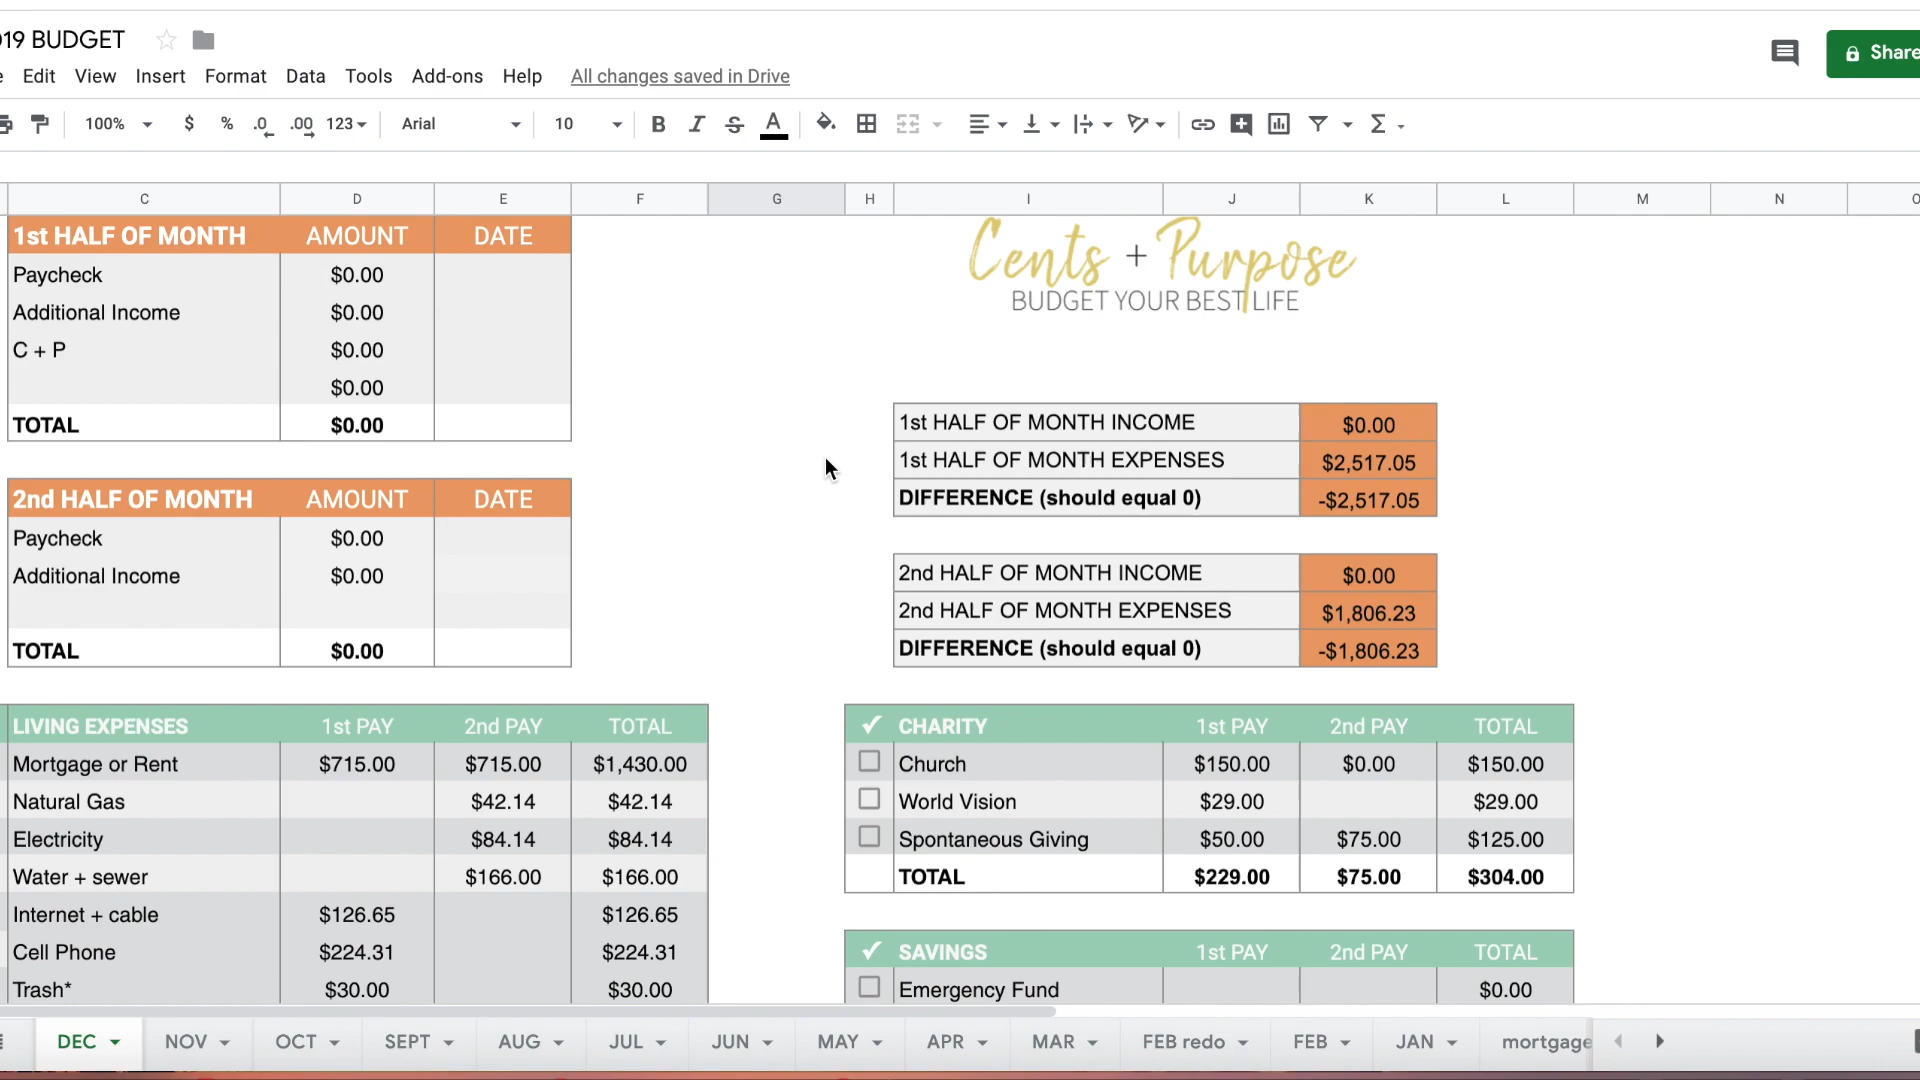 19 BUDGET
Edit View Insert Format Data Tools Add-ons Help All changes saved in Drive
Share
100% $ % .0 .00 123 Arial 10 B I S A
C D E F G H I J K L M N O
1st HALF OF MONTH AMOUNT DATE
Paycheck $0.00
Additional Income $0.00
C + P $0.00
$0.00
TOTAL $0.00
Cents + Purpose
BUDGET YOUR BEST LIFE
1st HALF OF MONTH INCOME $0.00
1st HALF OF MONTH EXPENSES $2,517.05
DIFFERENCE (should equal 0) -$2,517.05
2nd HALF OF MONTH AMOUNT DATE
Paycheck $0.00
Additional Income $0.00
TOTAL $0.00
2nd HALF OF MONTH INCOME $0.00
2nd HALF OF MONTH EXPENSES $1,806.23
DIFFERENCE (should equal 0) -$1,806.23
LIVING EXPENSES 1st PAY 2nd PAY TOTAL
Mortgage or Rent $715.00 $715.00 $1,430.00
Natural Gas $42.14 $42.14
Electricity $84.14 $84.14
Water + sewer $166.00 $166.00
Internet + cable $126.65 $126.65
Cell Phone $224.31 $224.31
Trash* $30.00 $30.00
✓ CHARITY 1st PAY 2nd PAY TOTAL
Church $150.00 $0.00 $150.00
World Vision $29.00 $29.00
Spontaneous Giving $50.00 $75.00 $125.00
TOTAL $229.00 $75.00 $304.00
✓ SAVINGS 1st PAY 2nd PAY TOTAL
Emergency Fund $0.00
DEC NOV OCT SEPT AUG JUL JUN MAY APR MAR FEB redo FEB JAN mortgage